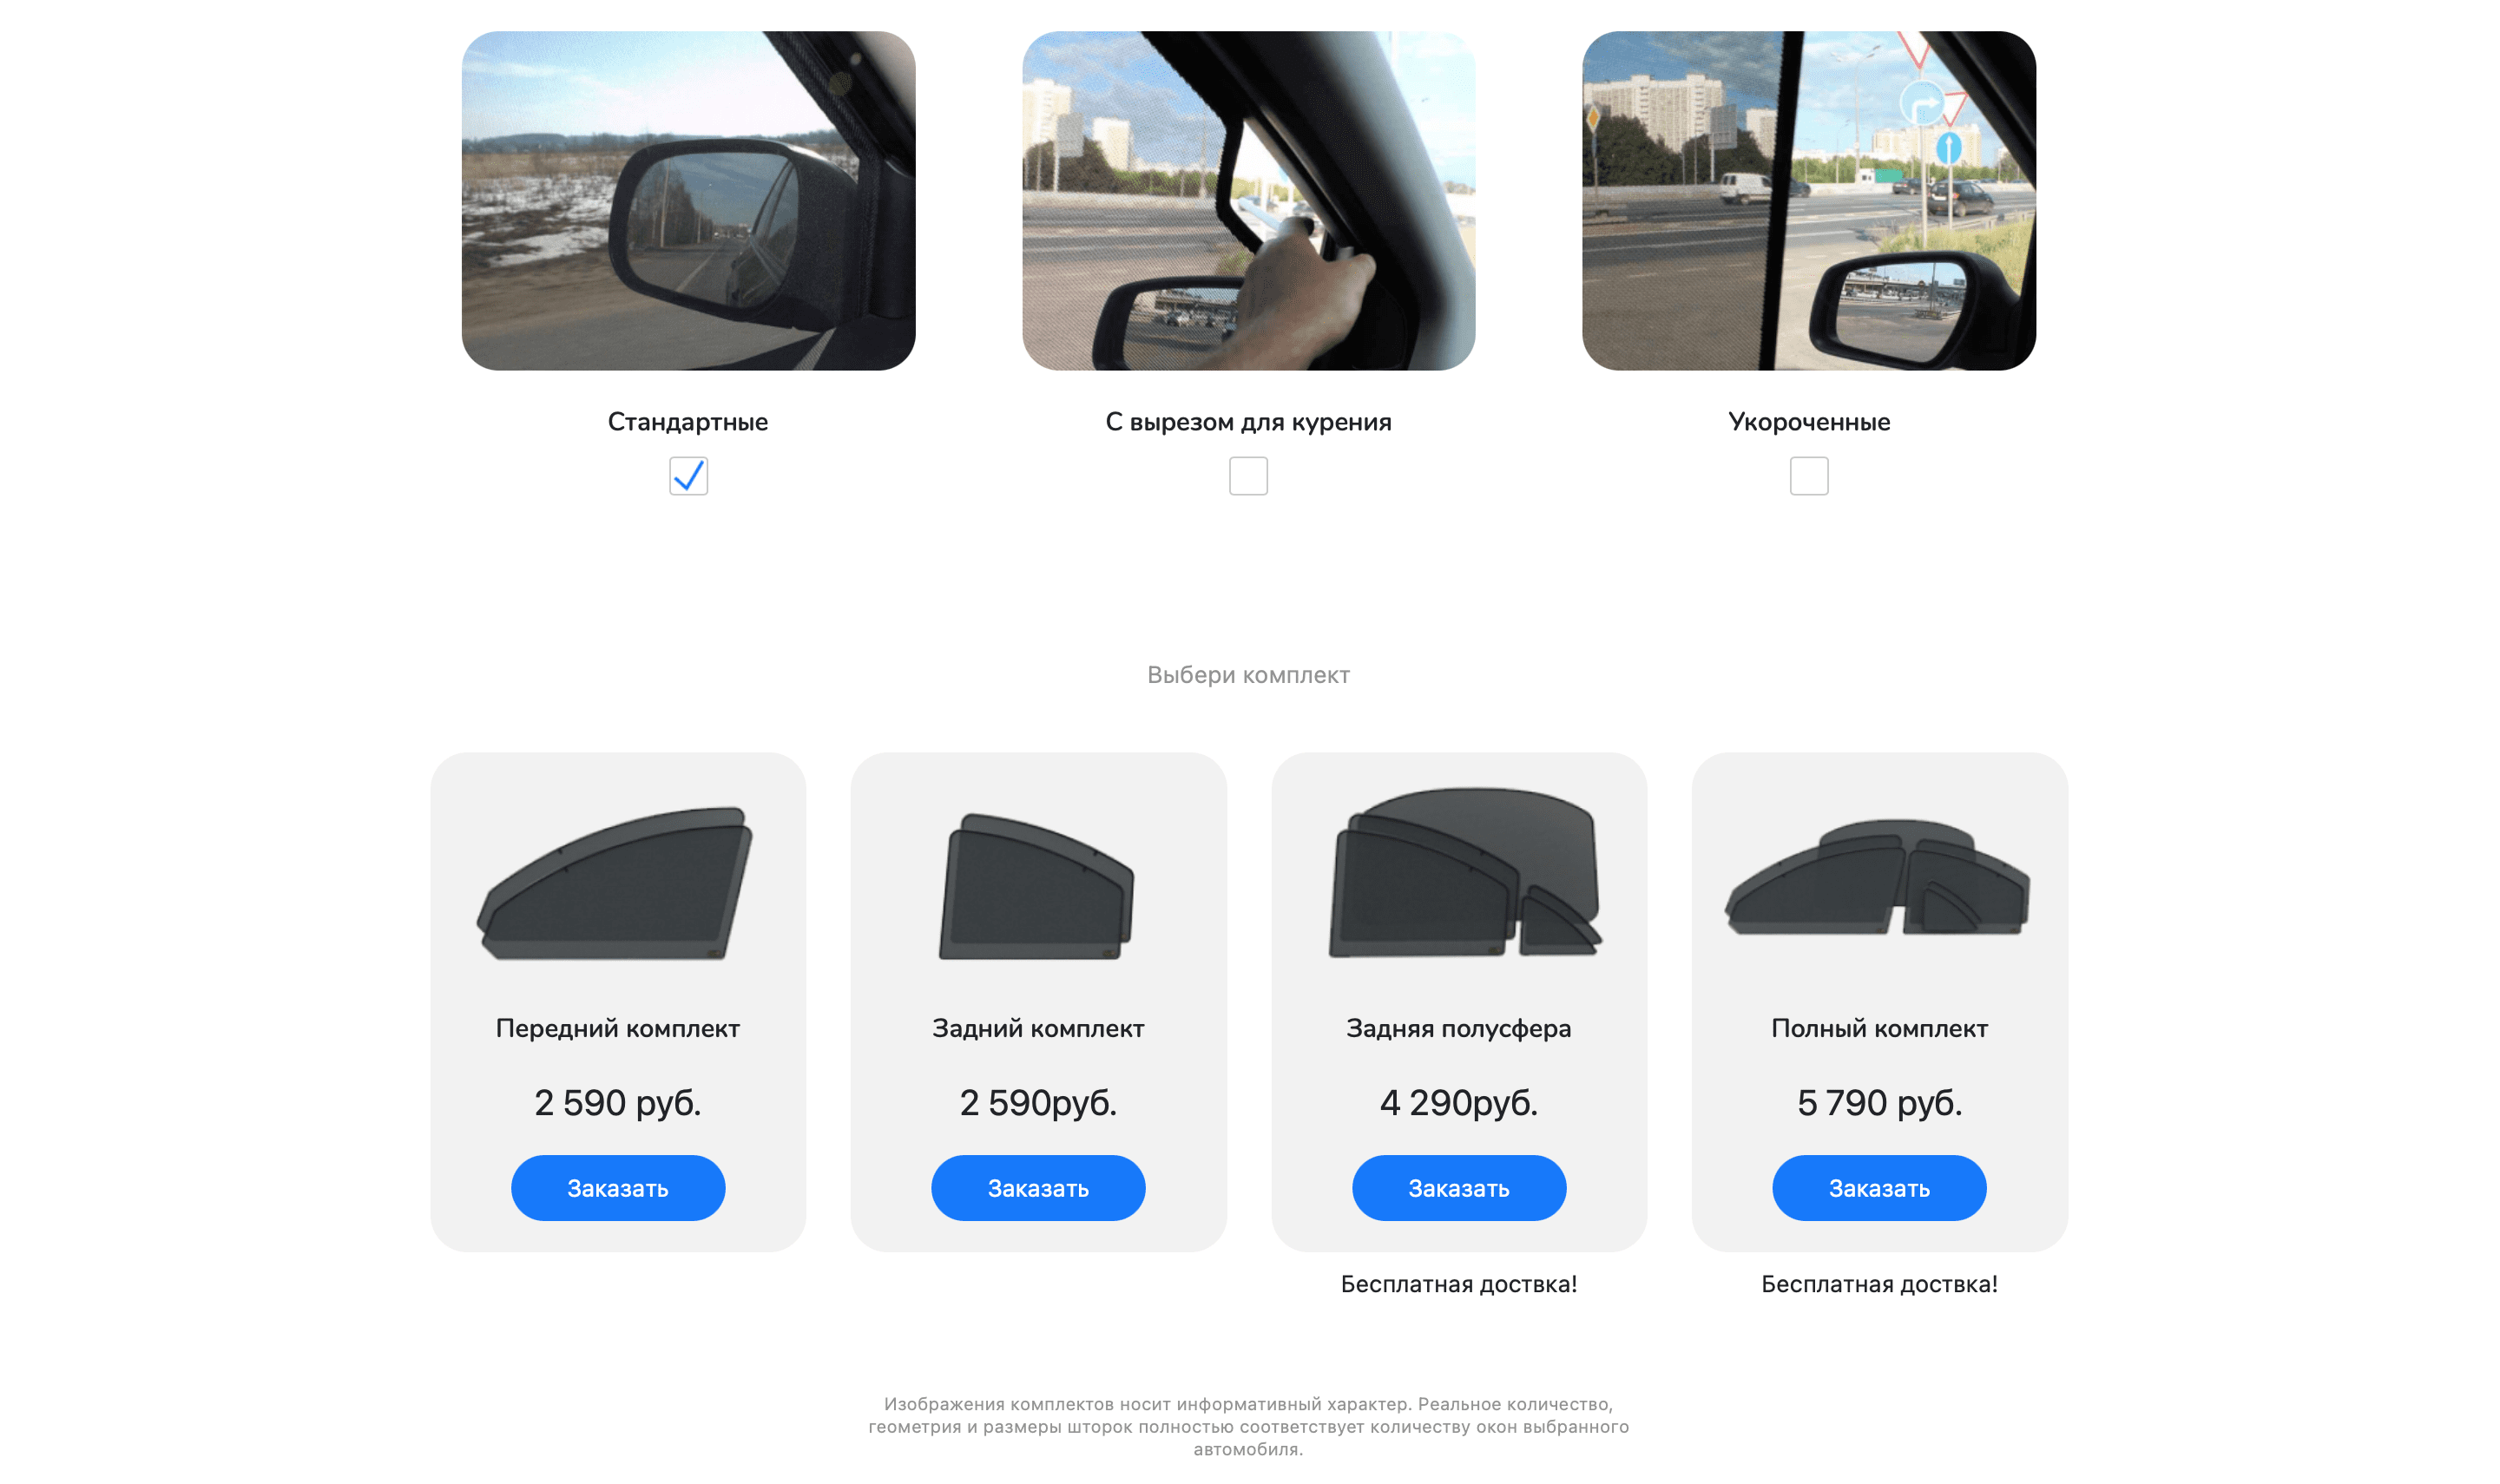 Стандартные
С вырезом для курения
Укороченные
Выбери комплект
Передний комплект
Задний комплект
Задняя полусфера
Полный комплект
2 590 руб.
2 590руб.
4 290руб.
5 790 руб.
Заказать
Заказать
Заказать
Заказать
Бесплатная доствка!
Бесплатная доствка!
Изображения комплектов носит информативный характер. Реальное количество,
геометрия и размеры шторок полностью соответствует количеству окон выбранного
автомобиля.